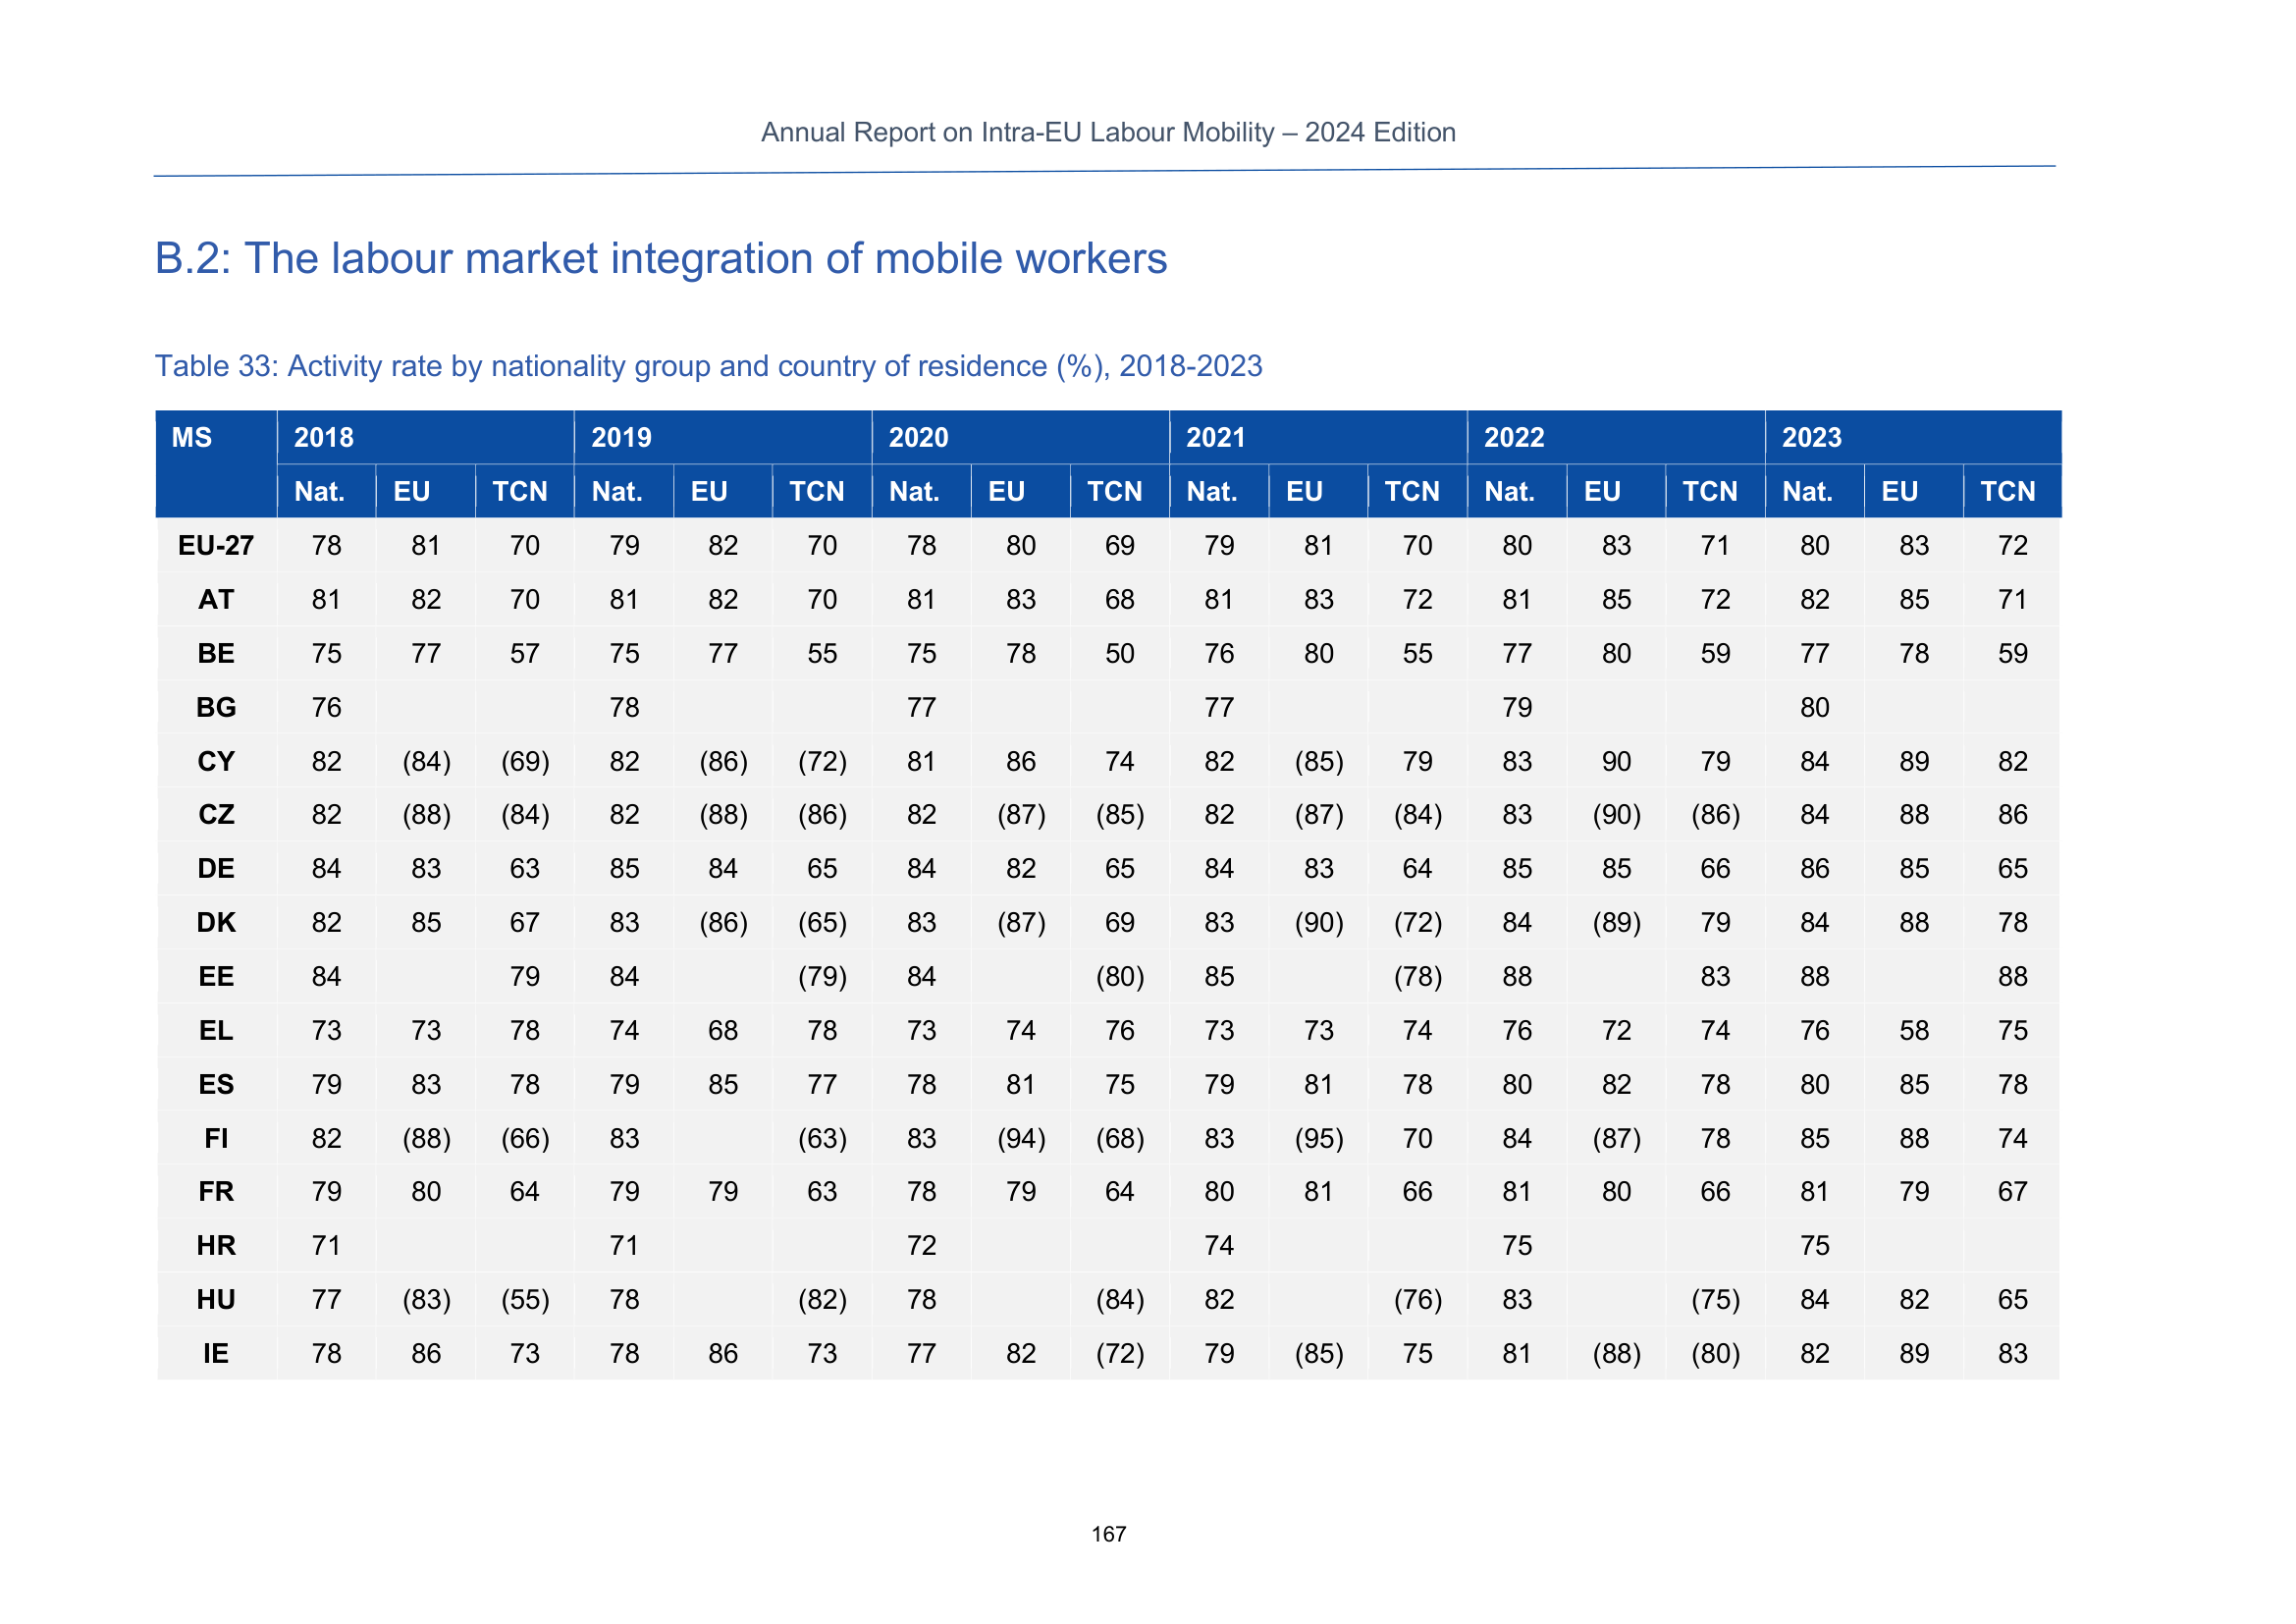 Annual Report on Intra-EU Labour Mobility – 2024 Edition
B.2: The labour market integration of mobile workers
Table 33: Activity rate by nationality group and country of residence (%), 2018-2023
MS 2018 2019 2020 2021 2022 2023
Nat. EU TCN Nat. EU TCN Nat. EU TCN Nat. EU TCN Nat. EU TCN Nat. EU TCN
EU-27 78 81 70 79 82 70 78 80 69 79 81 70 80 83 71 80 83 72
AT 81 82 70 81 82 70 81 83 68 81 83 72 81 85 72 82 85 71
BE 75 77 57 75 77 55 75 78 50 76 80 55 77 80 59 77 78 59
BG 76 78 77 77 79 80
CY 82 (84) (69) 82 (86) (72) 81 86 74 82 (85) 79 83 90 79 84 89 82
CZ 82 (88) (84) 82 (88) (86) 82 (87) (85) 82 (87) (84) 83 (90) (86) 84 88 86
DE 84 83 63 85 84 65 84 82 65 84 83 64 85 85 66 86 85 65
DK 82 85 67 83 (86) (65) 83 (87) 69 83 (90) (72) 84 (89) 79 84 88 78
EE 84 79 84 (79) 84 (80) 85 (78) 88 83 88 88
EL 73 73 78 74 68 78 73 74 76 73 73 74 76 72 74 76 58 75
ES 79 83 78 79 85 77 78 81 75 79 81 78 80 82 78 80 85 78
FI 82 (88) (66) 83 (63) 83 (94) (68) 83 (95) 70 84 (87) 78 85 88 74
FR 79 80 64 79 79 63 78 79 64 80 81 66 81 80 66 81 79 67
HR 71 71 72 74 75 75
HU 77 (83) (55) 78 (82) 78 (84) 82 (76) 83 (75) 84 82 65
IE 78 86 73 78 86 73 77 82 (72) 79 (85) 75 81 (88) (80) 82 89 83
167